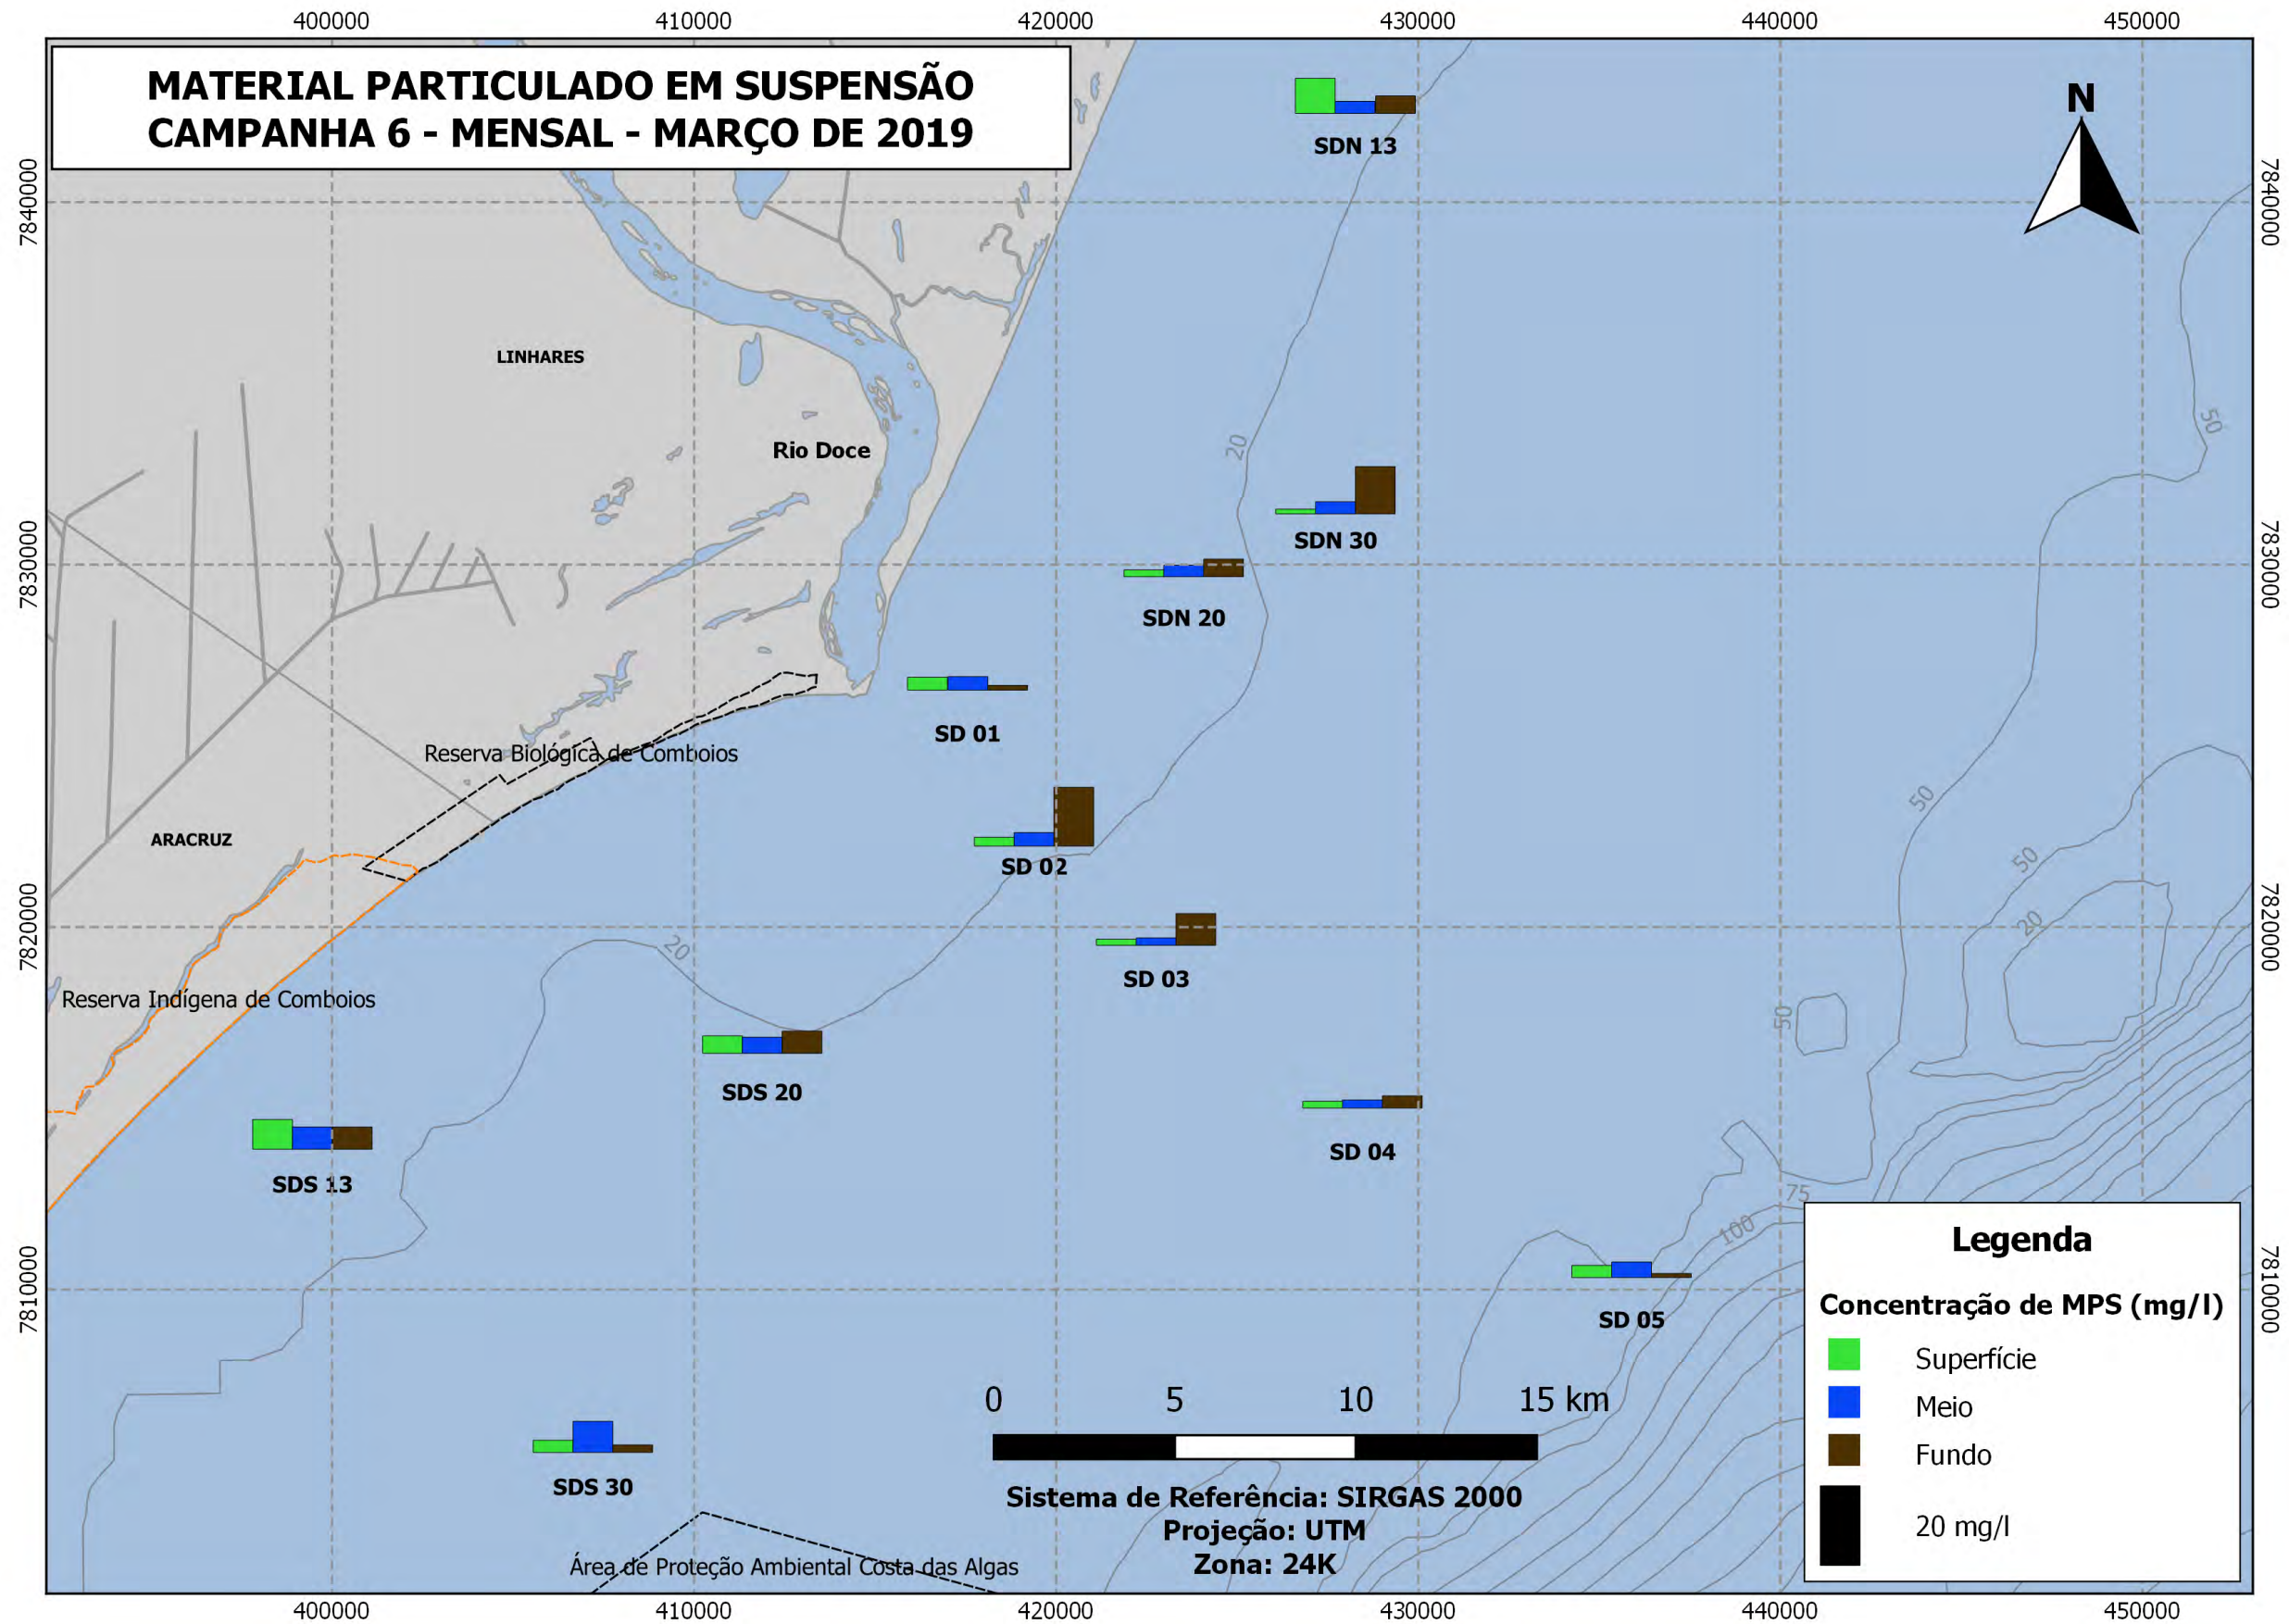 400000 410000 420000 430000 440000 450000
MATERIAL PARTICULADO EM SUSPENSÃO
CAMPANHA 6 - MENSAL - MARÇO DE 2019
N
SDN 13
7840000 7840000
LINHARES
50
20
Rio Doce
SDN 30
7830000 7830000
SDN 20
SD 01
Reserva Biológica de Comboios
50
ARACRUZ
50
SD 02
20
7820000 7820000
20
SD 03
Reserva Indígena de Comboios
50
SDS 20
SD 04
SDS 13
75
100
7810000 7810000
SD 05
SDS 30
Legenda
Concentração de MPS (mg/l)
Superfície
Meio
Fundo
20 mg/l
0 5 10 15 km
Sistema de Referência: SIRGAS 2000
Projeção: UTM
Zona: 24K
Área de Proteção Ambiental Costa das Algas
400000 410000 420000 430000 440000 450000